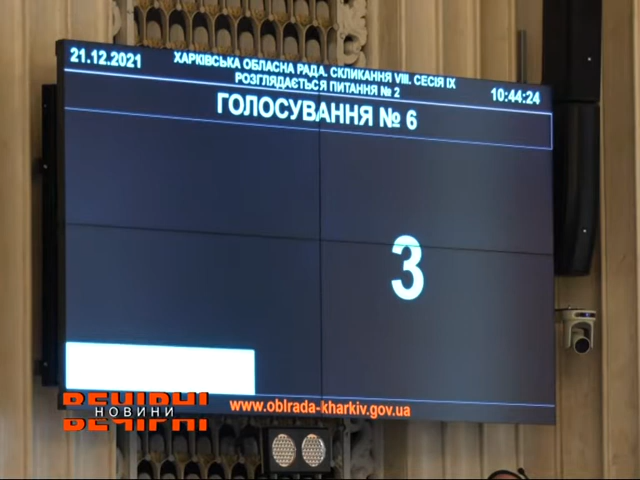 21.12.2021
ХАРКІВСЬКА ОБЛАСНА РАДА. СКЛИКАННЯ VIII. СЕСІЯ IX
РОЗГЛЯДАЄТЬСЯ ПИТАННЯ № 2
10:44:24
ГОЛОСУВАННЯ № 6
3
www.oblrada-kharkiv.gov.ua
ВЕЧІРНІ
НОВИНИ
ВЕЧІРНІ